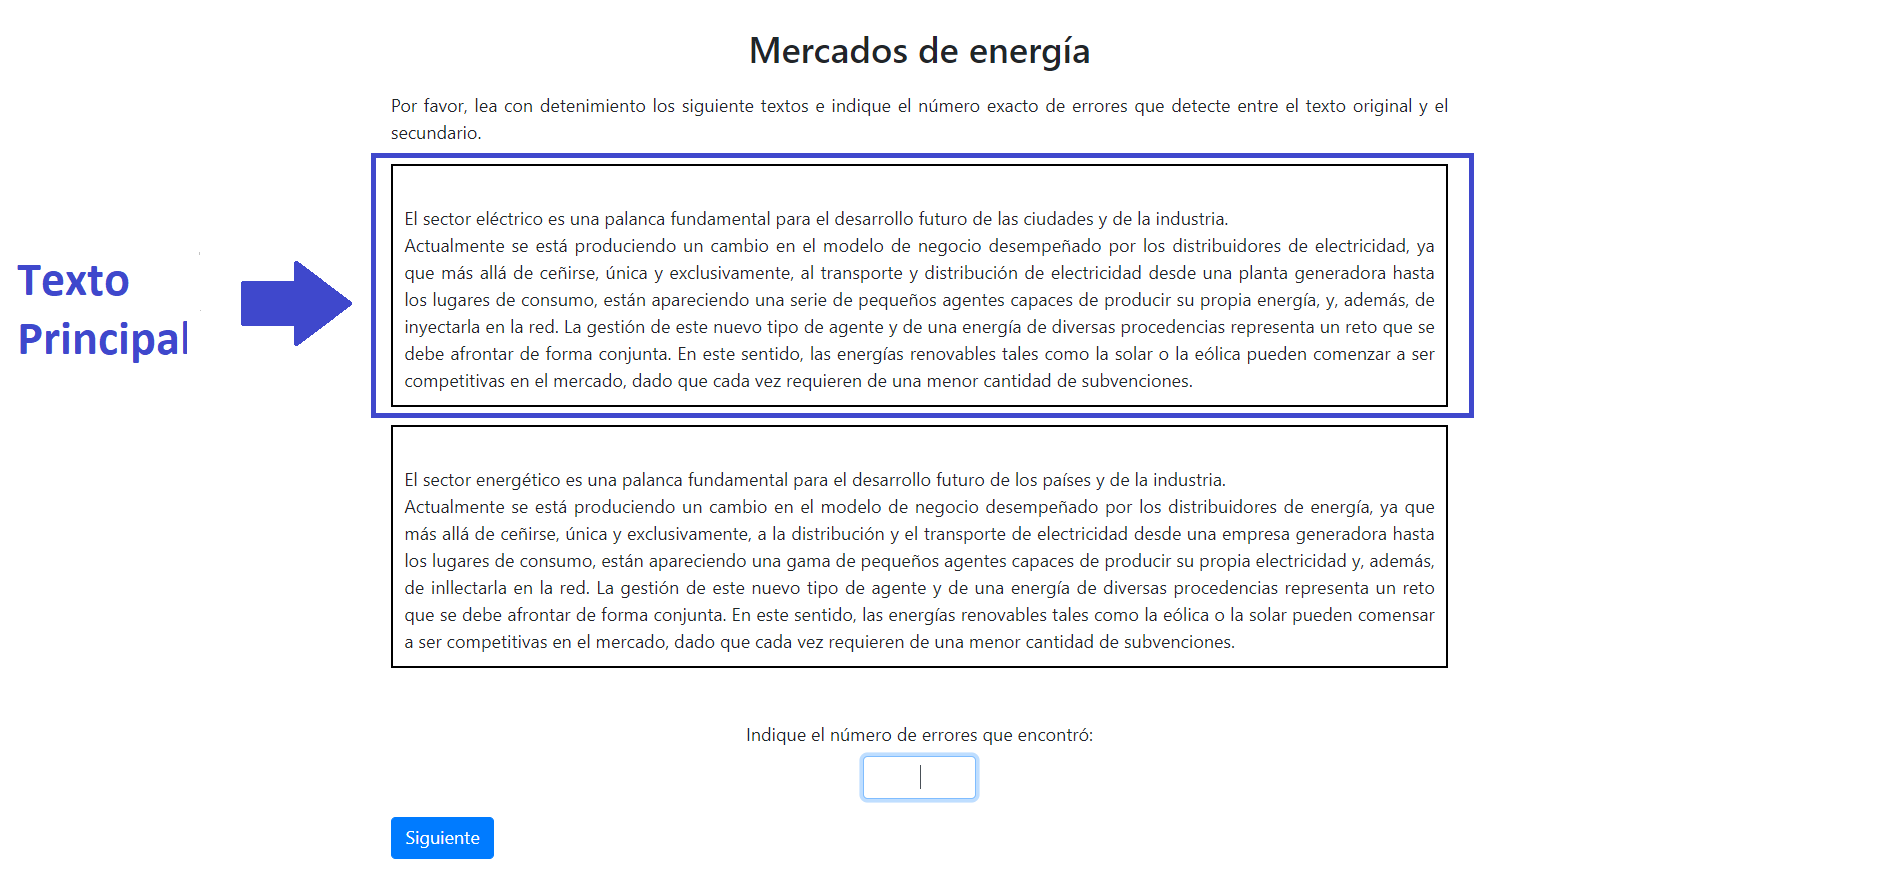 Mercados de energía
Por favor, lea con detenimiento los siguiente textos e indique el número exacto de errores que detecte entre el texto original y el
secundario.
Texto
Principal
El sector eléctrico es una palanca fundamental para el desarrollo futuro de las ciudades y de la industria.
Actualmente se está produciendo un cambio en el modelo de negocio desempeñado por los distribuidores de electricidad, ya
que más allá de ceñirse, única y exclusivamente, al transporte y distribución de electricidad desde una planta generadora hasta
los lugares de consumo, están apareciendo una serie de pequeños agentes capaces de producir su propia energía, y, además, de
inyectarla en la red. La gestión de este nuevo tipo de agente y de una energía de diversas procedencias representa un reto que se
debe afrontar de forma conjunta. En este sentido, las energías renovables tales como la solar o la eólica pueden comenzar a ser
competitivas en el mercado, dado que cada vez requieren de una menor cantidad de subvenciones.
El sector energético es una palanca fundamental para el desarrollo futuro de los países y de la industria.
Actualmente se está produciendo un cambio en el modelo de negocio desempeñado por los distribuidores de energía, ya que
más allá de ceñirse, única y exclusivamente, a la distribución y el transporte de electricidad desde una empresa generadora hasta
los lugares de consumo, están apareciendo una gama de pequeños agentes capaces de producir su propia electricidad y, además,
de inllectarla en la red. La gestión de este nuevo tipo de agente y de una energía de diversas procedencias representa un reto
que se debe afrontar de forma conjunta. En este sentido, las energías renovables tales como la eólica o la solar pueden comensar
a ser competitivas en el mercado, dado que cada vez requieren de una menor cantidad de subvenciones.
Indique el número de errores que encontró:
Siguiente